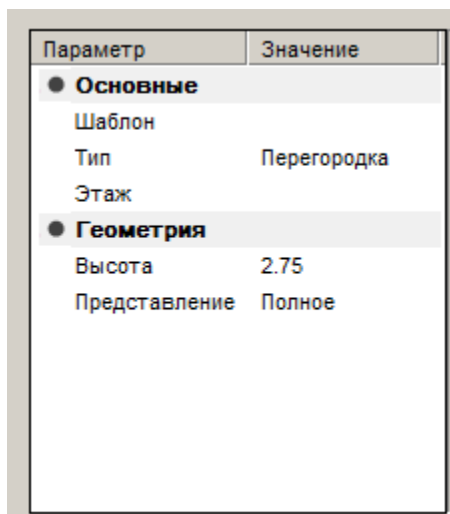 Параметр Значение
Основные
Шаблон
Тип Перегородка
Этаж
Геометрия
Высота 2.75
Представление Полное